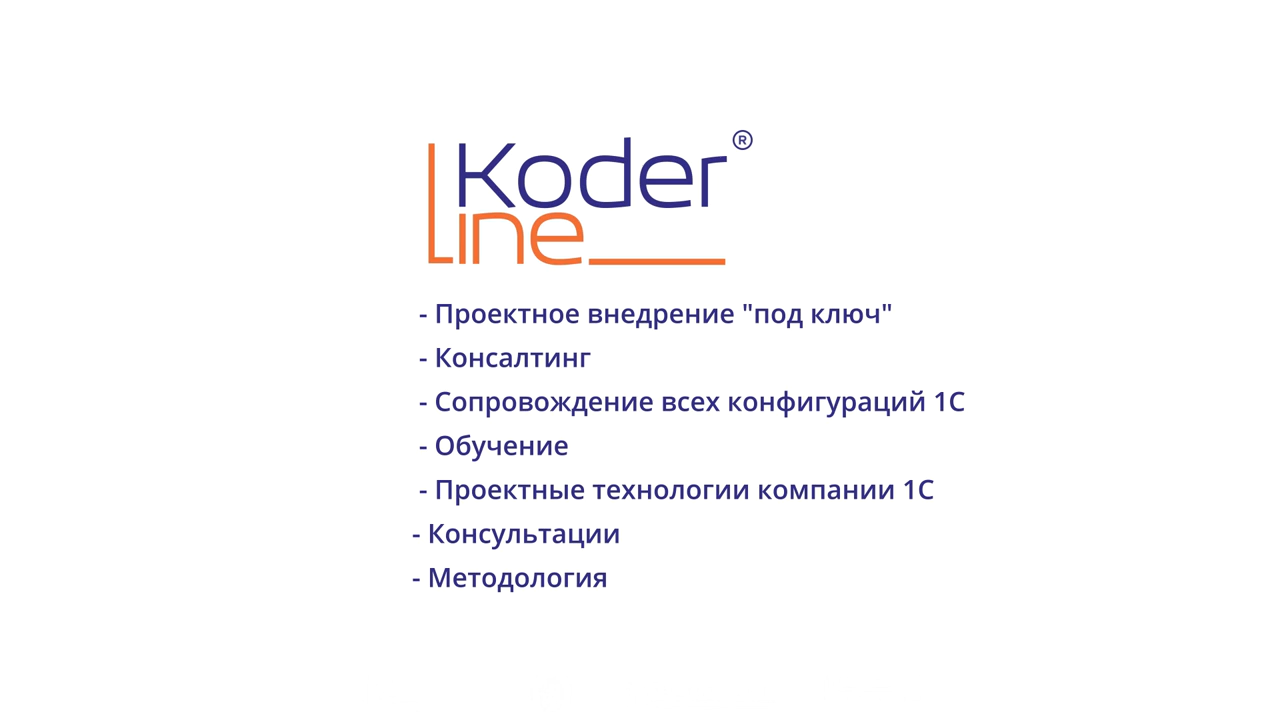 Koder®
Line
- Проектное внедрение "под ключ"
- Консалтинг
- Сопровождение всех конфигураций 1С
- Обучение
- Проектные технологии компании 1С
- Консультации
- Методология